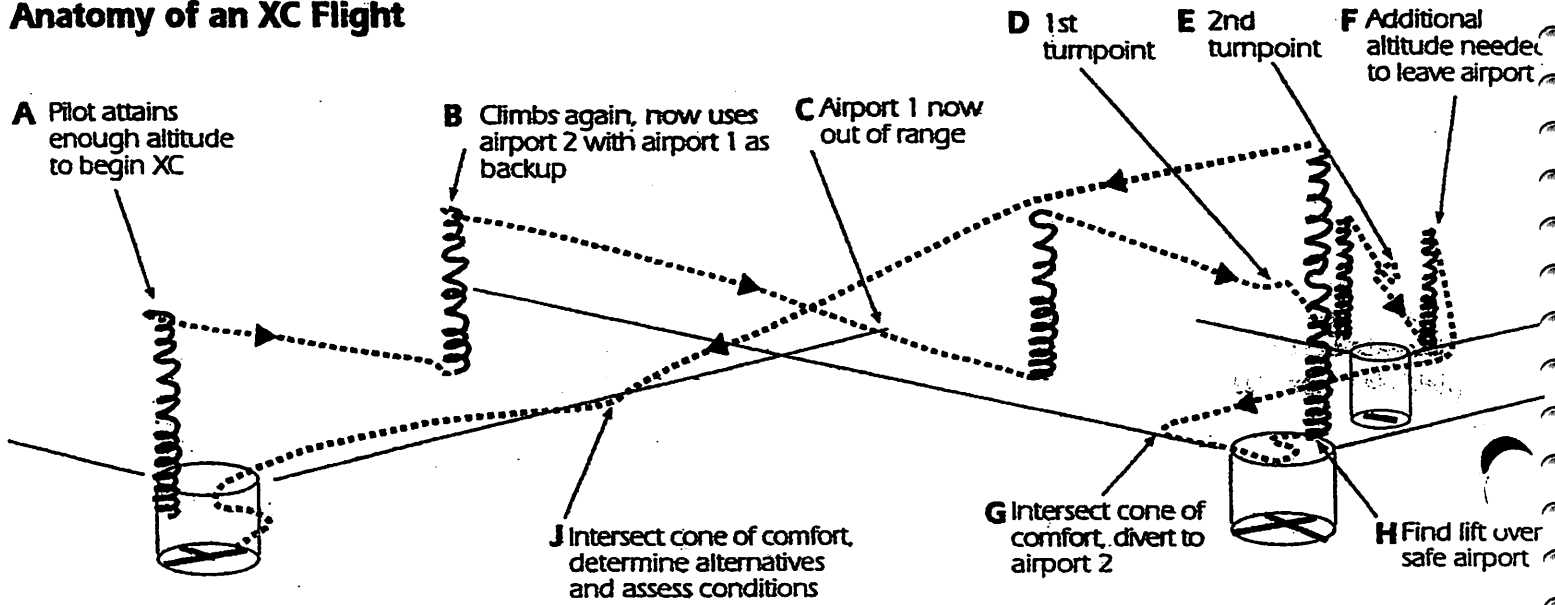 Anatomy of an XC Flight
A Pilot attains
enough altitude
to begin XC
B Climbs again, now uses
airport 2 with airport 1 as
backup
C Airport 1 now
out of range
D 1st
turnpoint
E 2nd
turnpoint
F Additional
altitude needed
to leave airport
G Intersect cone of
comfort, divert to
airport 2
H Find lift over
safe airport
J Intersect cone of comfort,
determine alternatives
and assess conditions